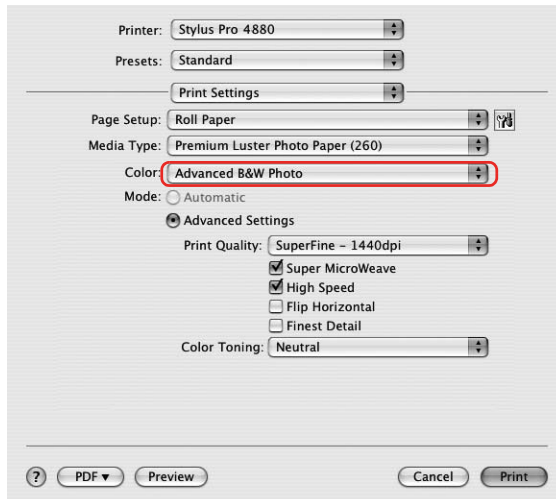 Printer: Stylus Pro 4880
Presets: Standard
Print Settings
Page Setup: Roll Paper
Media Type: Premium Luster Photo Paper (260)
Color: Advanced B&W Photo
Mode: Automatic
Advanced Settings
Print Quality: SuperFine - 1440dpi
Super MicroWeave
High Speed
Flip Horizontal
Finest Detail
Color Toning: Neutral
? PDF▼ Preview Cancel Print